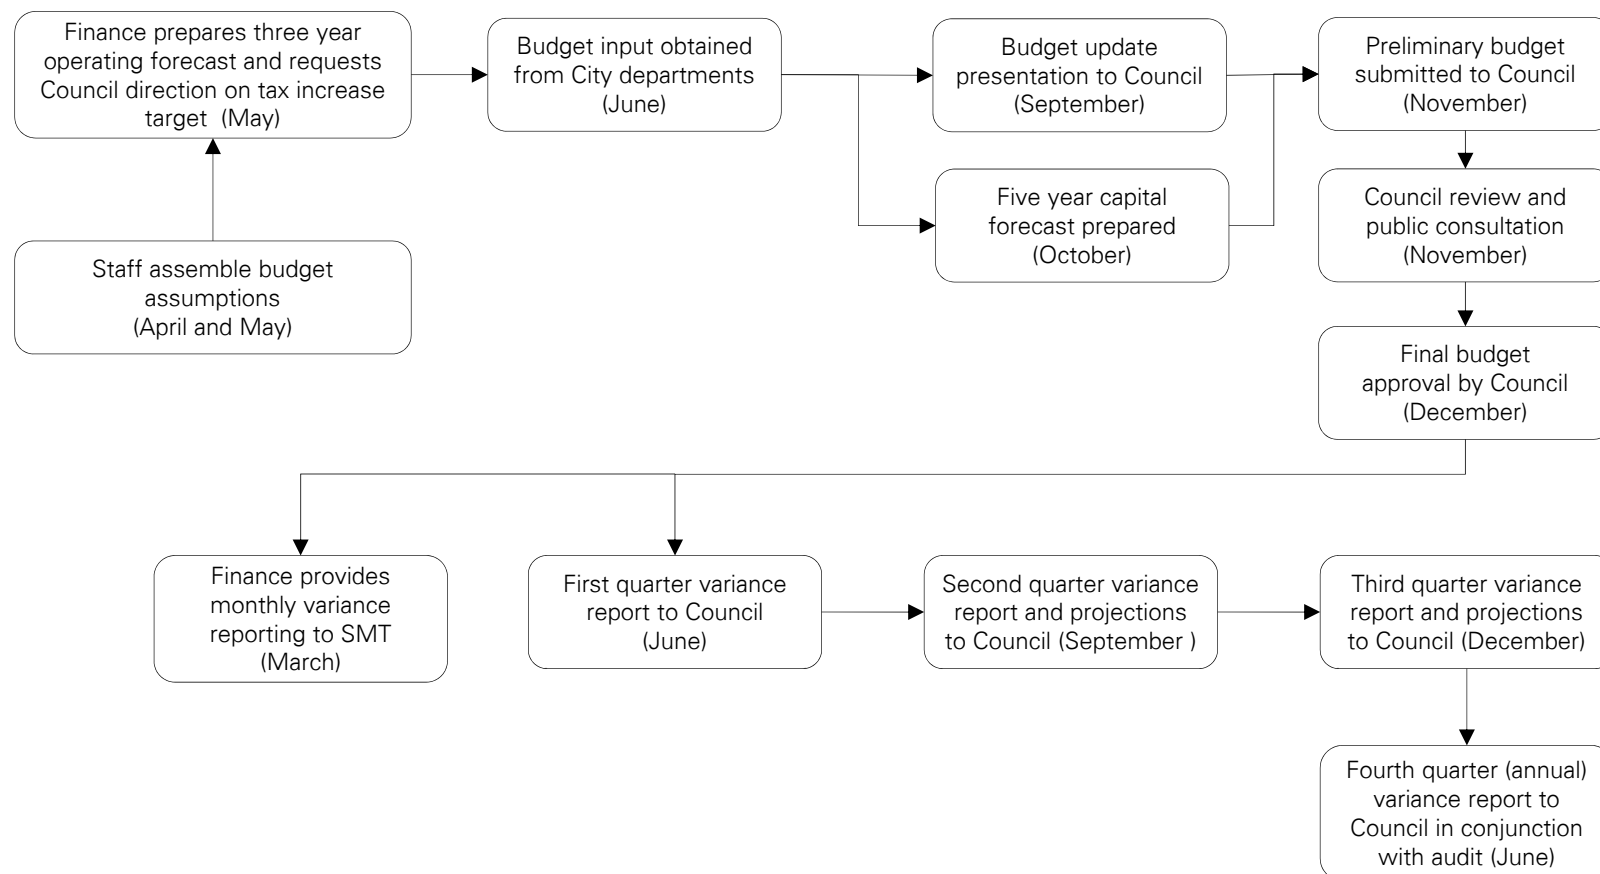 Finance prepares three year
operating forecast and requests
Council direction on tax increase
target (May)
Budget input obtained
from City departments
(June)
Budget update
presentation to Council
(September)
Preliminary budget
submitted to Council
(November)
Five year capital
forecast prepared
(October)
Council review and
public consultation
(November)
Staff assemble budget
assumptions
(April and May)
Final budget
approval by Council
(December)
Finance provides
monthly variance
reporting to SMT
(March)
First quarter variance
report to Council
(June)
Second quarter variance
report and projections
to Council (September )
Third quarter variance
report and projections
to Council (December)
Fourth quarter (annual)
variance report to
Council in conjunction
with audit (June)